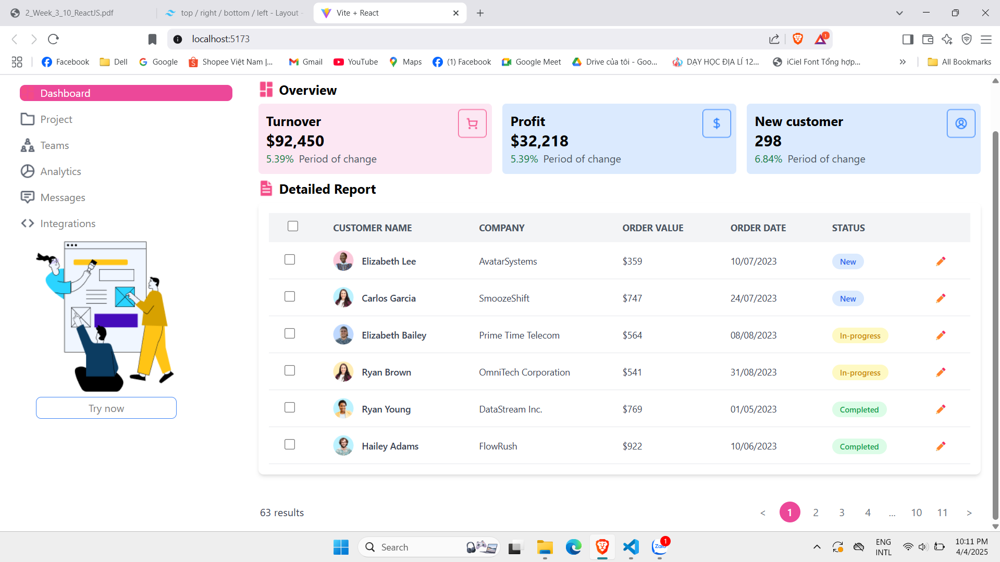 2_Week_3_10_ReactJS.pdf
top / right / bottom / left - Layout -
Vite + React
localhost:5173
1
Facebook
Dell
Google
Shopee Việt Nam |...
Gmail
YouTube
Maps
(1) Facebook
Google Meet
Drive của tôi - Goo...
DẠY HỌC ĐỊA LÍ 12...
iCiel Font Tổng hợp...
All Bookmarks
Dashboard
Project
Teams
Analytics
Messages
Integrations
Try now
Overview
Turnover
$92,450
5.39% Period of change
Profit
$32,218
5.39% Period of change
New customer
298
6.84% Period of change
Detailed Report
CUSTOMER NAME COMPANY ORDER VALUE ORDER DATE STATUS
Elizabeth Lee AvatarSystems $359 10/07/2023 New
Carlos Garcia SmoozeShift $747 24/07/2023 New
Elizabeth Bailey Prime Time Telecom $564 08/08/2023 In-progress
Ryan Brown OmniTech Corporation $541 31/08/2023 In-progress
Ryan Young DataStream Inc. $769 01/05/2023 Completed
Hailey Adams FlowRush $922 10/06/2023 Completed
63 results
< 1 2 3 4 ... 10 11 >
Search
Zalo
1
ENG
INTL
10:11 PM
4/4/2025